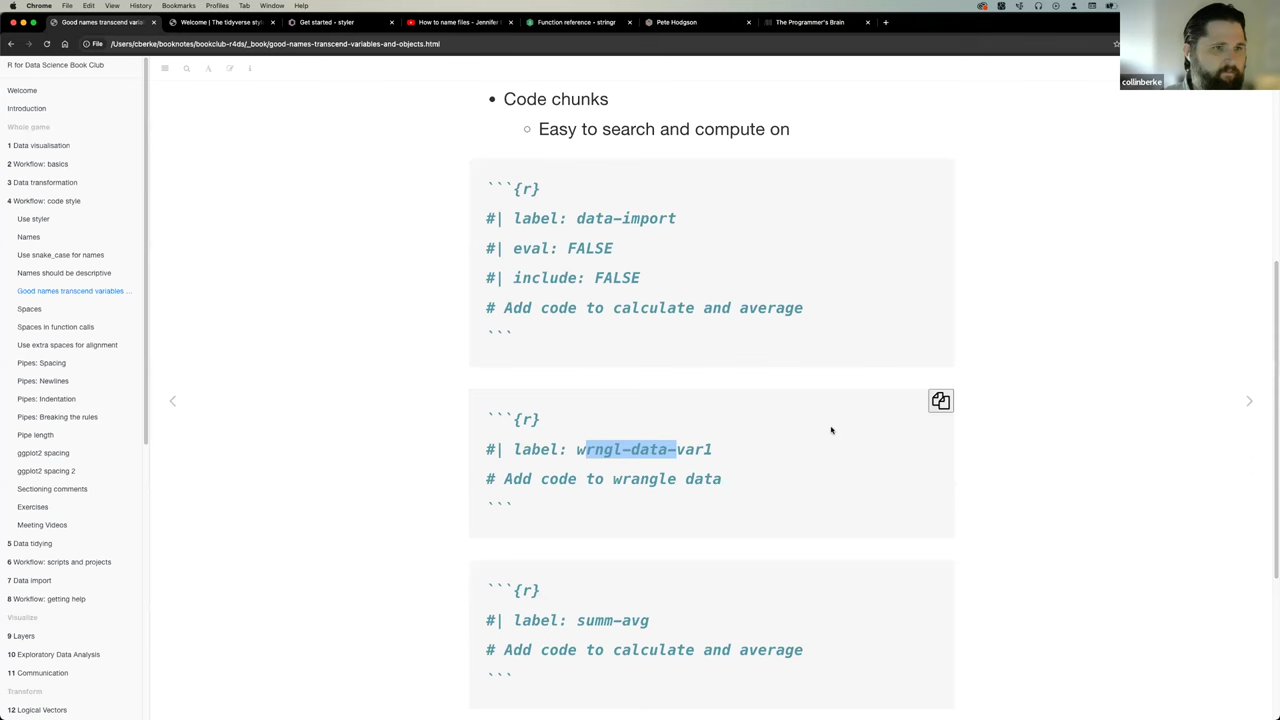 Chrome File Edit View History Bookmarks Profiles Tab Window Help
Good names transcend variab
Welcome | The tidyverse style
Get started - styler
How to name files - Jennifer
Function reference • stringr
Pete Hodgson
The Programmer's Brain
File /Users/cberke/booknotes/bookclub-r4ds/_book/good-names-transcend-variables-and-objects.html
collinberke
R for Data Science Book Club
Welcome
Introduction
Whole game
1 Data visualisation
2 Workflow: basics
3 Data transformation
4 Workflow: code style
Use styler
Names
Use snake_case for names
Names should be descriptive
Good names transcend variables ...
Spaces
Spaces in function calls
Use extra spaces for alignment
Pipes: Spacing
Pipes: Newlines
Pipes: Indentation
Pipes: Breaking the rules
Pipe length
ggplot2 spacing
ggplot2 spacing 2
Sectioning comments
Exercises
Meeting Videos
5 Data tidying
6 Workflow: scripts and projects
7 Data import
8 Workflow: getting help
Visualize
9 Layers
10 Exploratory Data Analysis
11 Communication
Transform
12 Logical Vectors
• Code chunks
○ Easy to search and compute on
```{r}
#| label: data-import
#| eval: FALSE
#| include: FALSE
# Add code to calculate and average
```
```{r}
#| label: wrngl-data-var1
# Add code to wrangle data
```
```{r}
#| label: summ-avg
# Add code to calculate and average
```